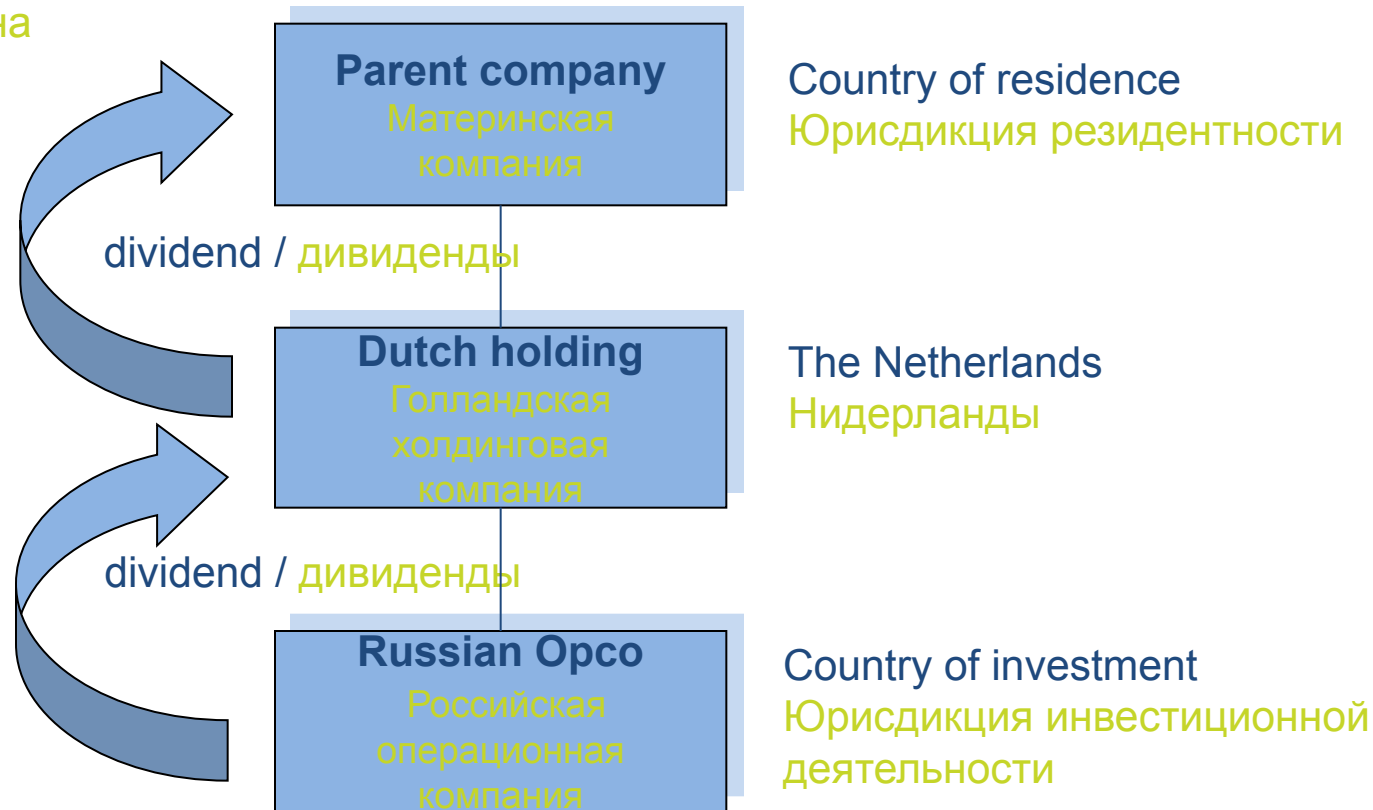 на
Parent company
Материнская
компания
Country of residence
Юрисдикция резидентности
dividend / дивиденды
Dutch holding
Голландская
холдинговая
компания
The Netherlands
Нидерланды
dividend / дивиденды
Russian Opco
Российская
операционная
компания
Country of investment
Юрисдикция инвестиционной
деятельности